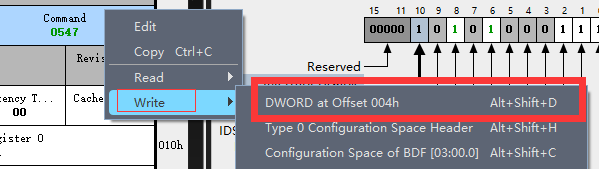 15 11 10 9 8 7 6 5 4 3 2 1
Command
0547
00000 1 0 1 0 1 0 0 0 1 1
Edit
Copy Ctrl+C
Read
Write
Revis
Reserved
tency T...
00
Cache
gister 0
010h
IDS
DWORD at Offset 004h Alt+Shift+D
Type 0 Configuration Space Header Alt+Shift+H
Configuration Space of BDF [03:00.0] Alt+Shift+C